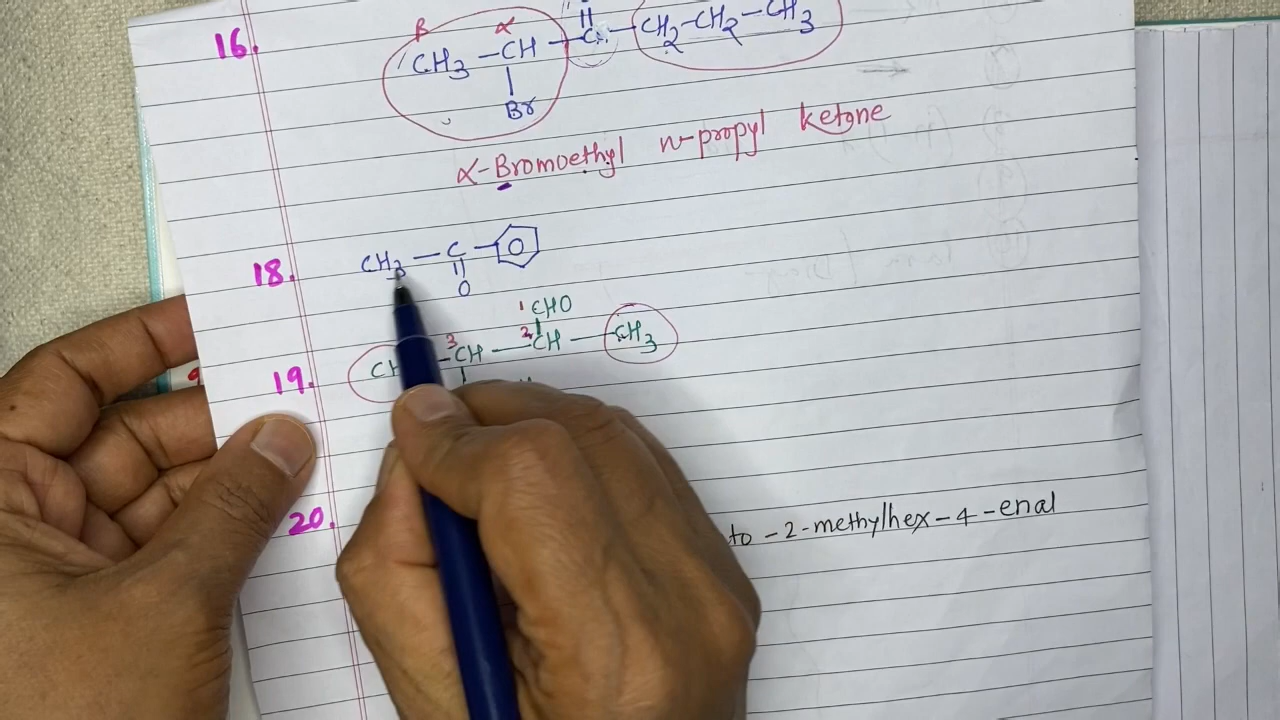 16.
β α
CH3 – CH – C – CH2 – CH2 – CH3
Br
α-Bromoethyl n-propyl ketone
18. CH3 – C –
O
1 CHO
19. 3 CH – 2 CH – CH3
20. to - 2 - methylhex - 4 - enal